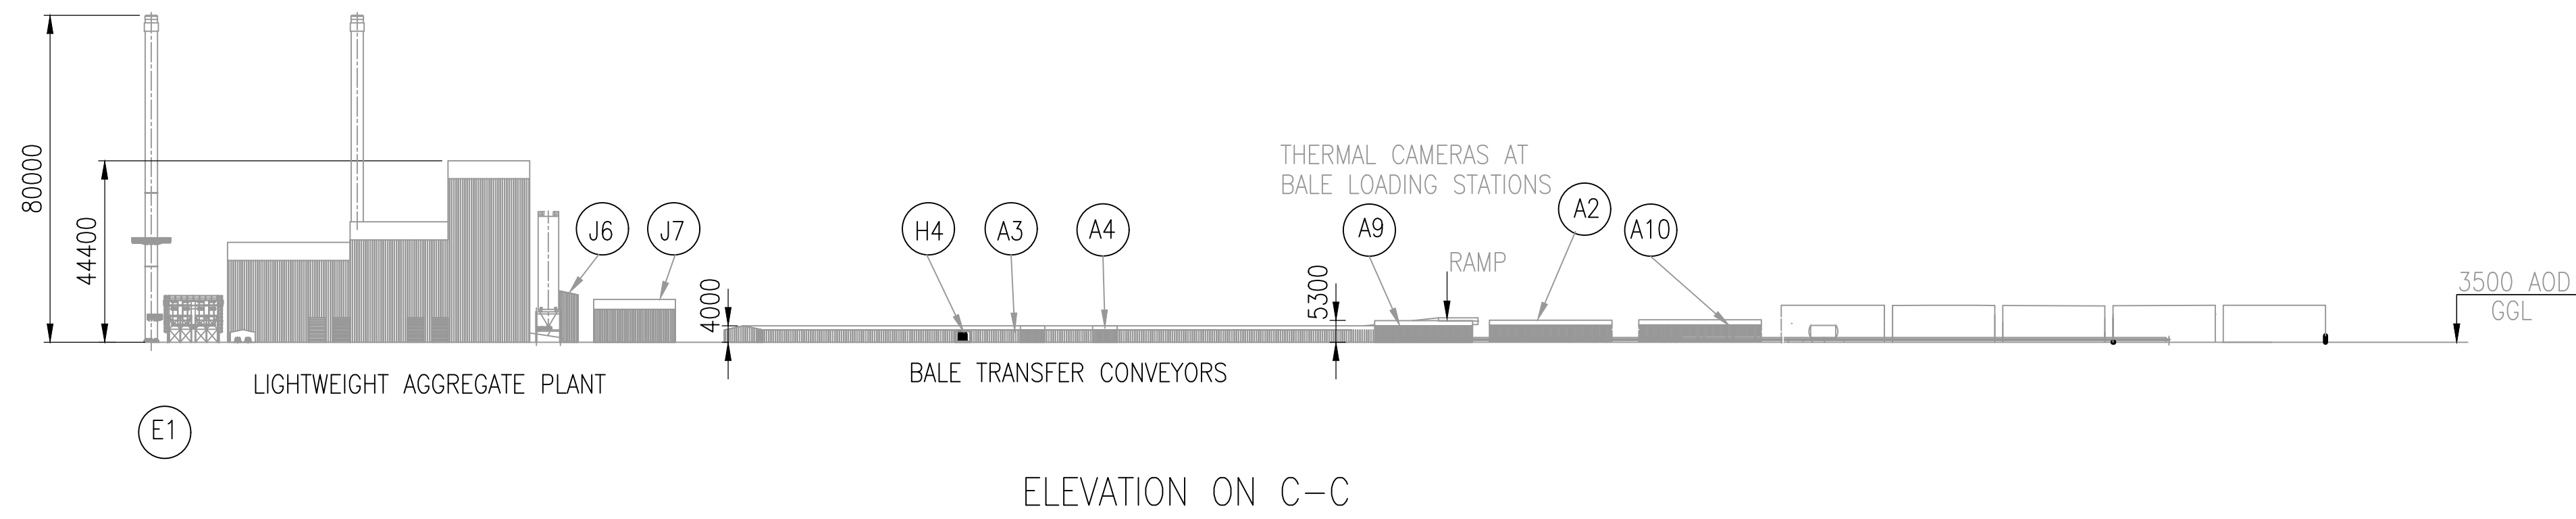 80000
44400
J6
J7
4000
H4
A3
A4
THERMAL CAMERAS AT
BALE LOADING STATIONS
5300
A9
RAMP
A2
A10
3500 AOD
GGL
LIGHTWEIGHT AGGREGATE PLANT
BALE TRANSFER CONVEYORS
E1
ELEVATION ON C-C